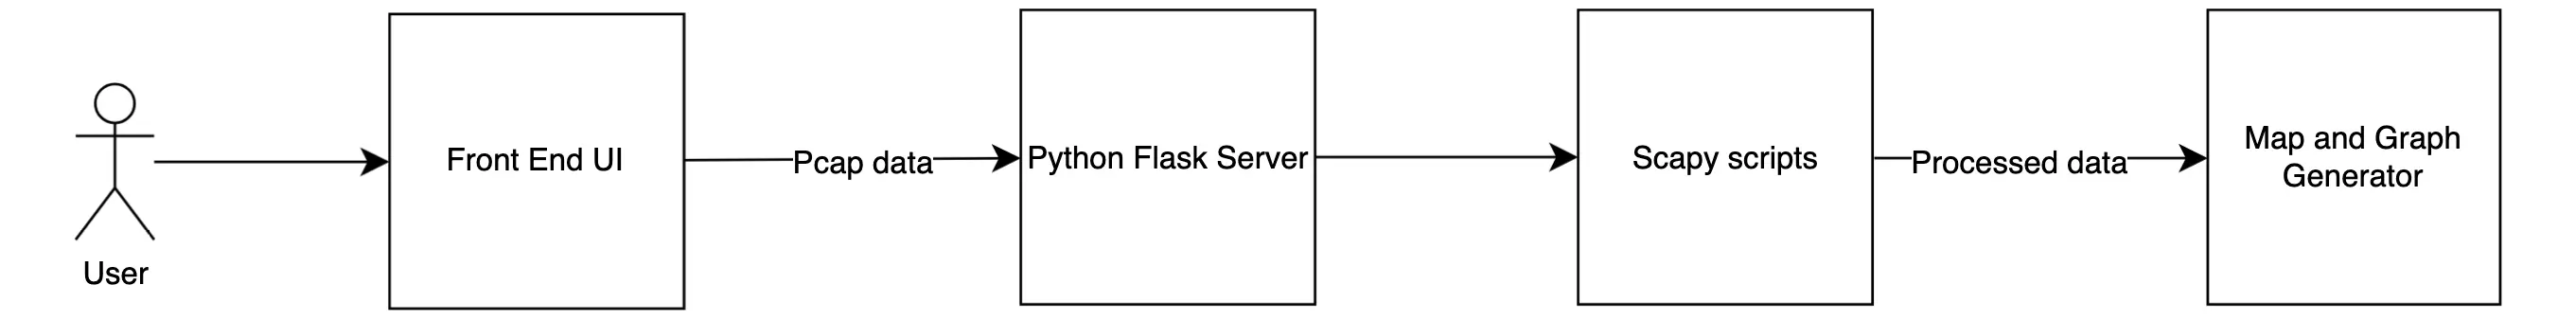 User
Front End UI
Pcap data
Python Flask Server
Scapy scripts
Processed data
Map and Graph
Generator